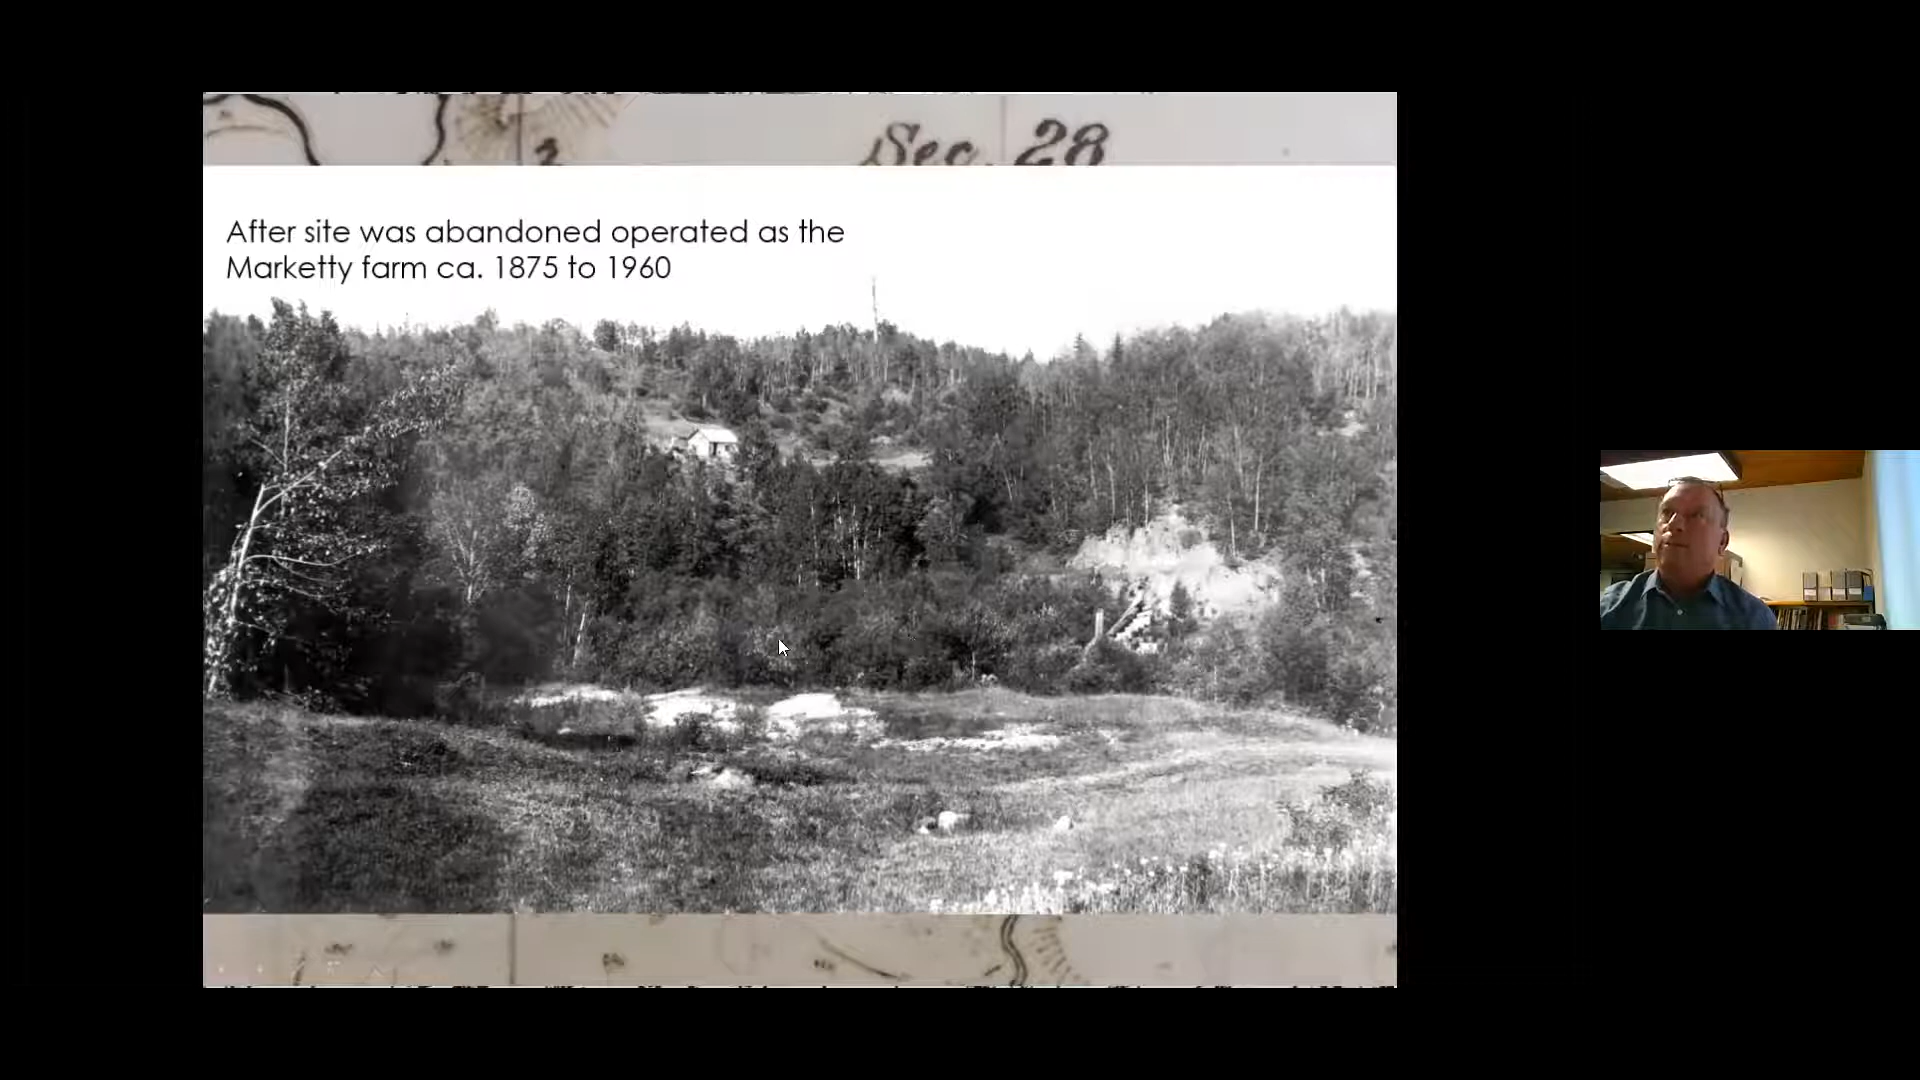 Sec. 28
After site was abandoned operated as the
Marketty farm ca. 1875 to 1960